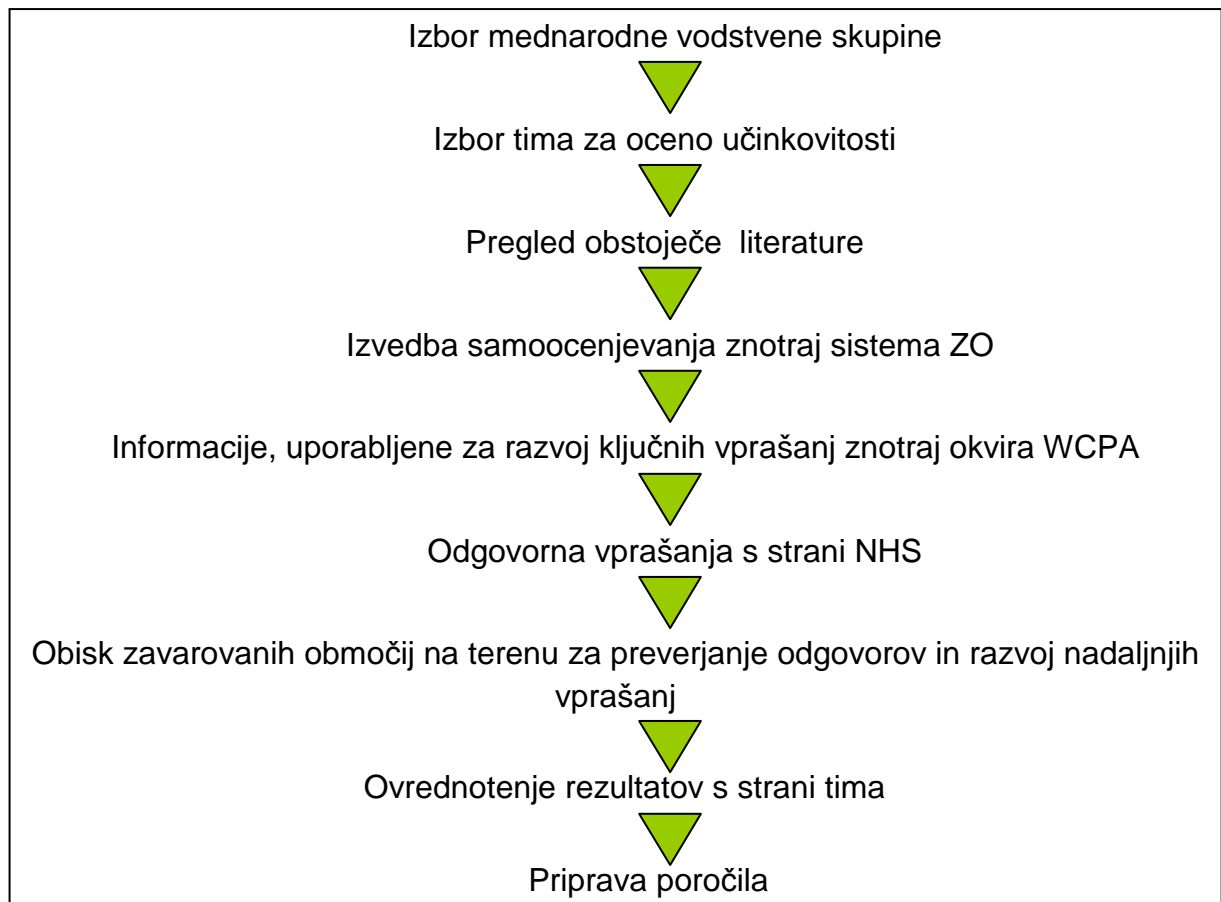 Izbor mednarodne vodstvene skupine
Izbor tima za oceno učinkovitosti
Pregled obstoječe  literature
Izvedba samoocenjevanja znotraj sistema ZO
Informacije, uporabljene za razvoj ključnih vprašanj znotraj okvira WCPA
Odgovorna vprašanja s strani NHS
Obisk zavarovanih območij na terenu za preverjanje odgovorov in razvoj nadaljnjih
vprašanj
Ovrednotenje rezultatov s strani tima
Priprava poročila